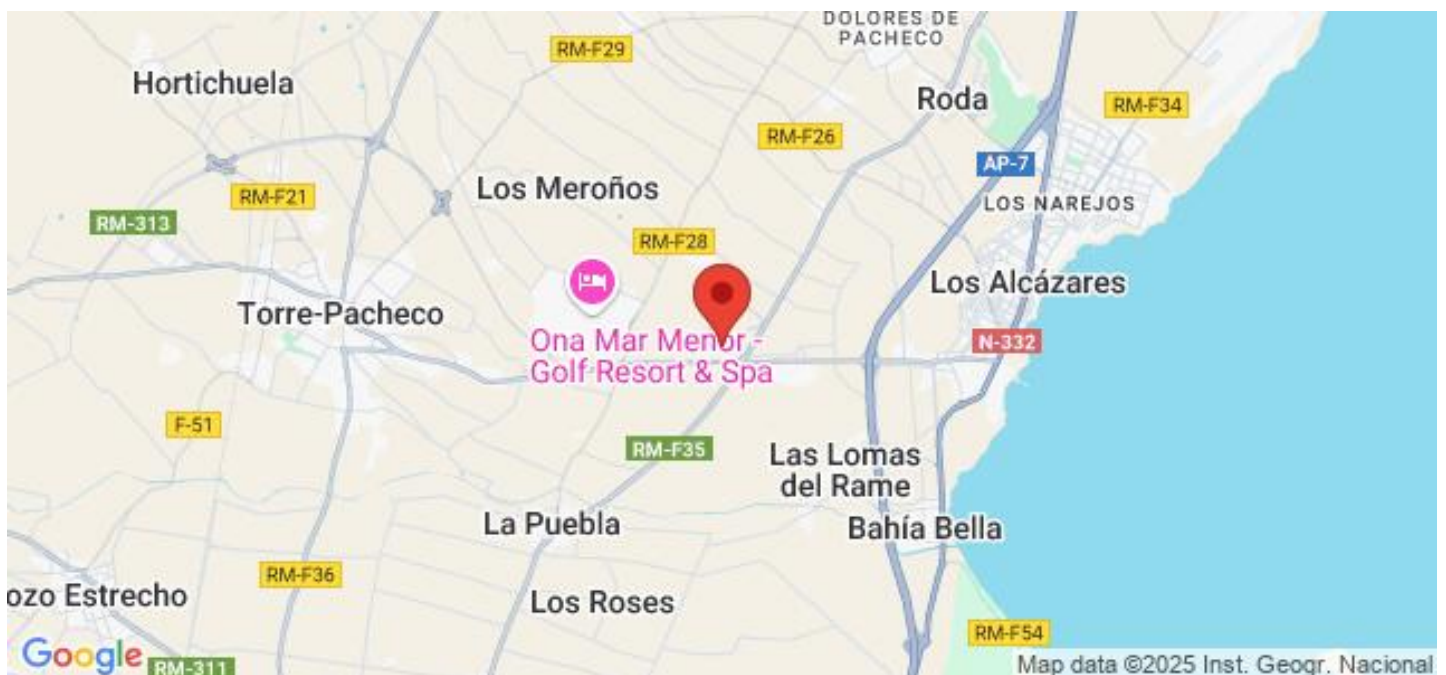 DOLORES DE
PACHECO
RM-F29
Hortichuela
Roda
RM-F34
RM-F26
AP-7
Los Meroños
RM-F21
LOS NAREJOS
RM-313
RM-F28
Los Alcázares
Torre-Pacheco
Ona Mar Menor -
Golf Resort & Spa
N-332
F-51
RM-F35
Las Lomas
del Rame
La Puebla
Bahía Bella
RM-F36
ozo Estrecho
Los Roses
RM-F54
Google
RM-311
Map data ©2025 Inst. Geogr. Nacional